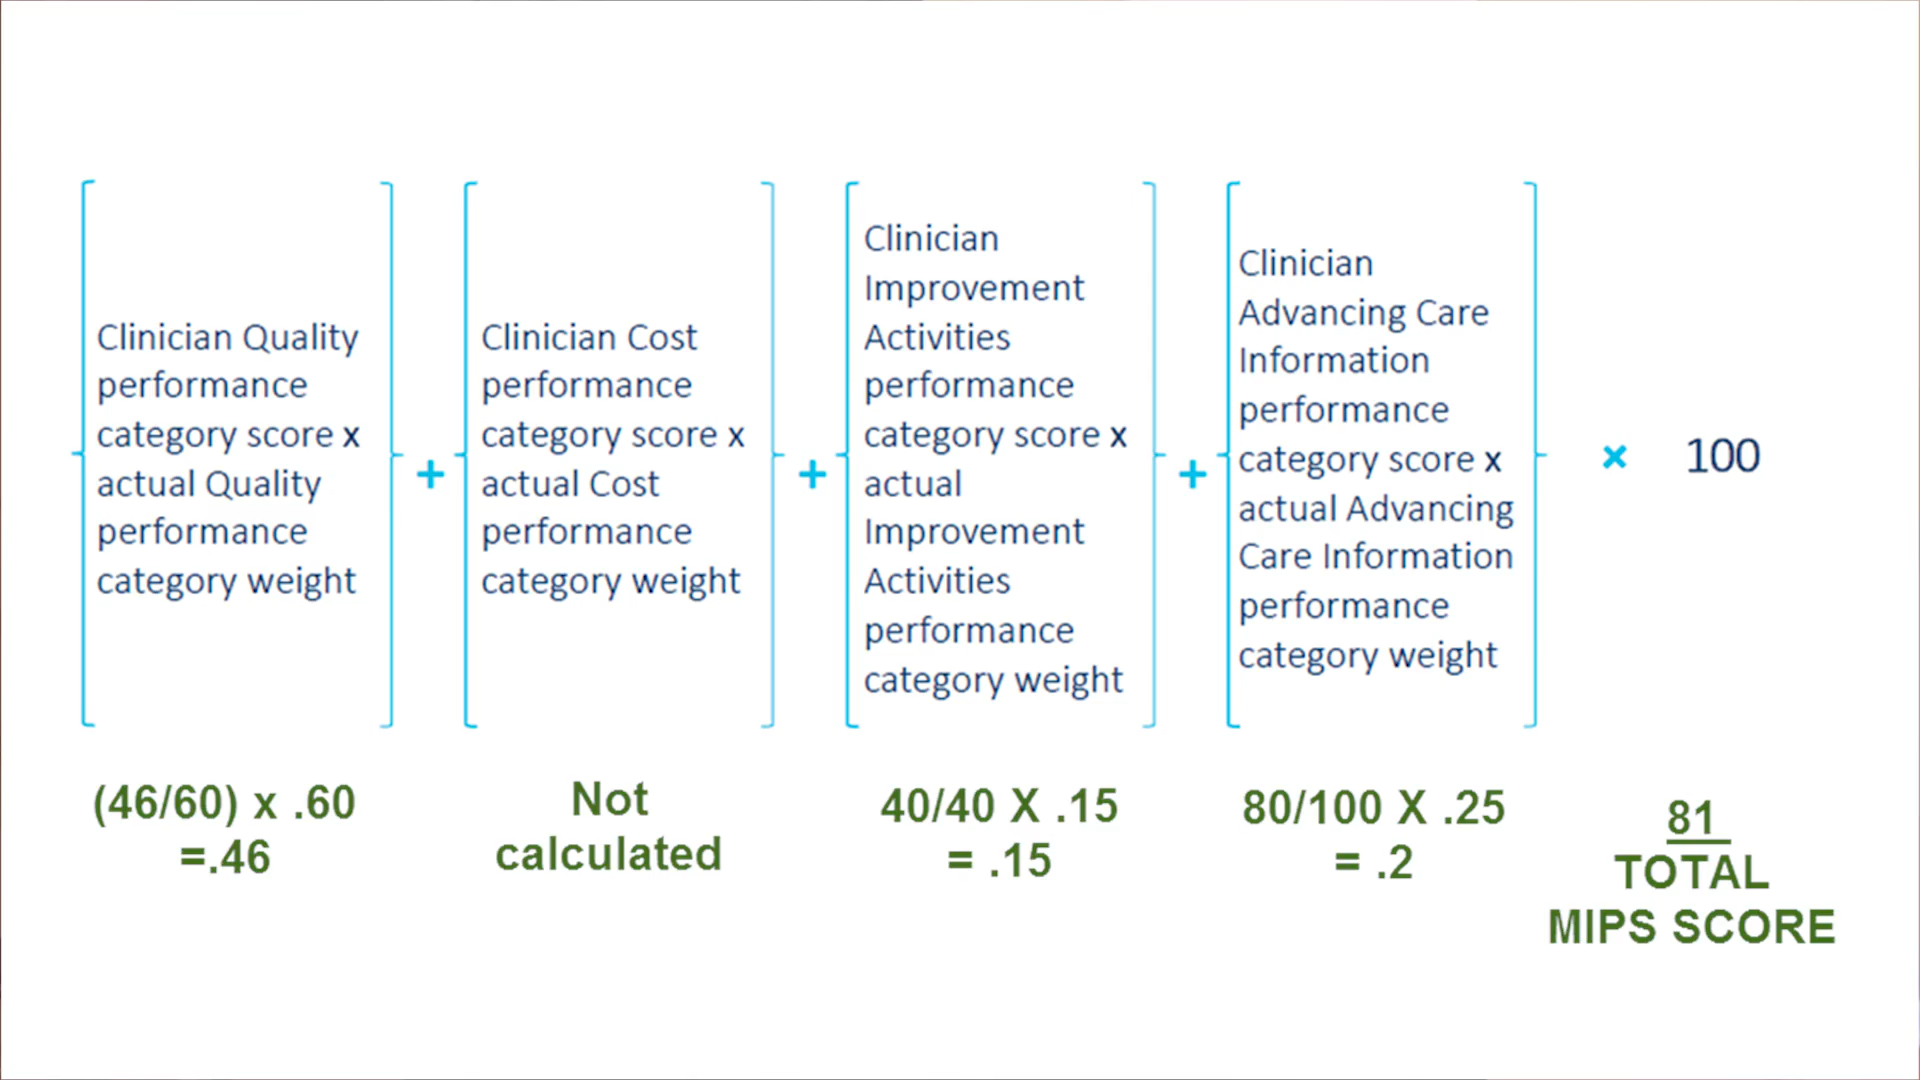 Clinician Quality
performance
category score x
actual Quality
performance
category weight
+
Clinician Cost
performance
category score x
actual Cost
performance
category weight
+
Clinician
Improvement
Activities
performance
category score x
actual
Improvement
Activities
performance
category weight
+
Clinician
Advancing Care
Information
performance
category score x
actual Advancing
Care Information
performance
category weight
× 100
(46/60) x .60
=.46
Not
calculated
40/40 X .15
= .15
80/100 X .25
= .2
81
TOTAL
MIPS SCORE